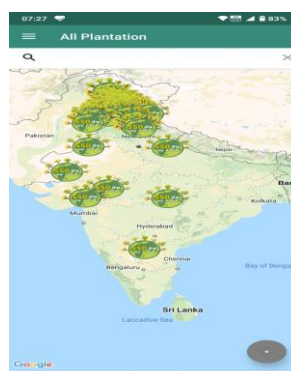 07:27
83%
All Plantation
Pakistan
Nepal
Mumbai
Kolkata
Hyderabad
Chennai
Bengaluru
Bay of Benga
Sri Lanka
Laccadive Sea
Google